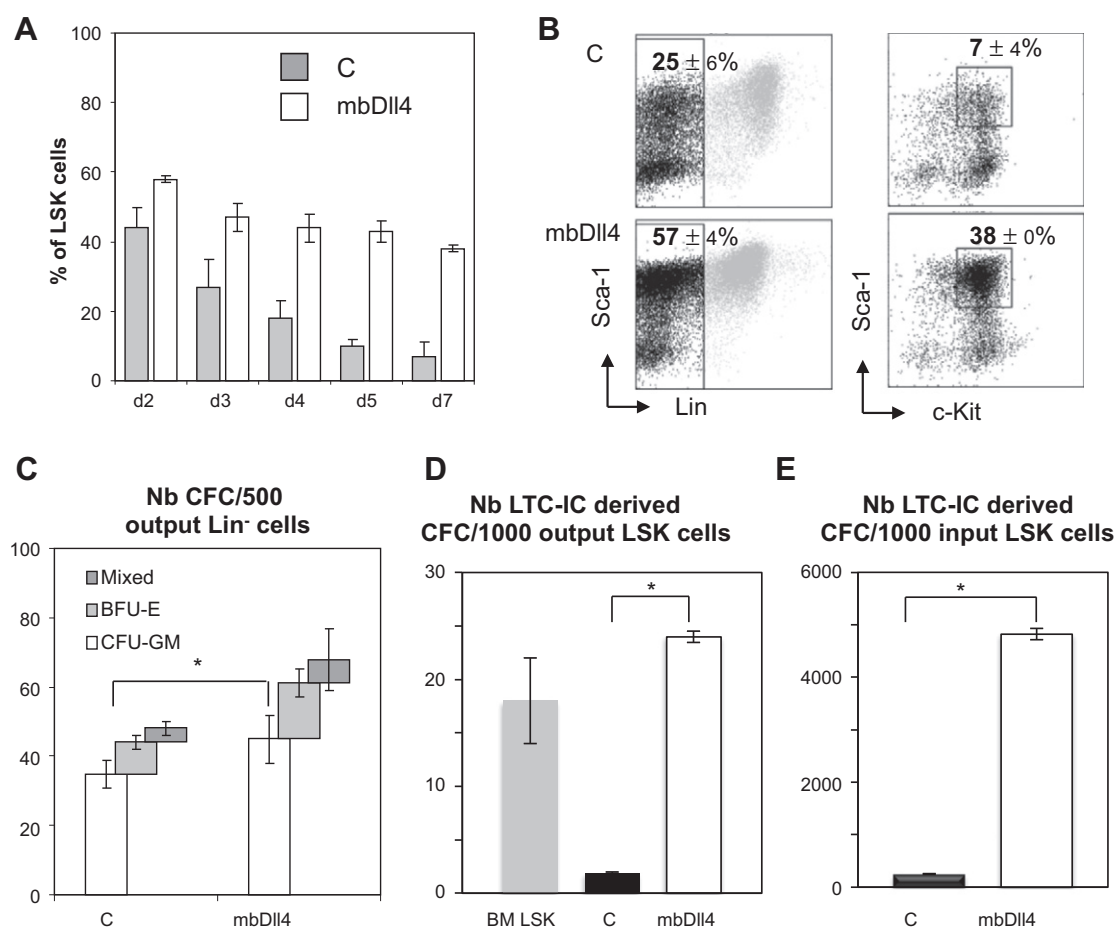 A
% of LSK cells
100
80
60
40
20
0
C
mbDll4
d2 d3 d4 d5 d7
B
C
25 ± 6%
7 ± 4%
mbDll4
57 ± 4%
38 ± 0%
Sca-1
Lin
Sca-1
c-Kit
C
Nb CFC/500
output Lin- cells
100
80
60
40
20
0
Mixed
BFU-E
CFU-GM
*
C mbDll4
D
Nb LTC-IC derived
CFC/1000 output LSK cells
30
20
10
0
*
BM LSK C mbDll4
E
Nb LTC-IC derived
CFC/1000 input LSK cells
6000
4000
2000
0
*
C mbDll4